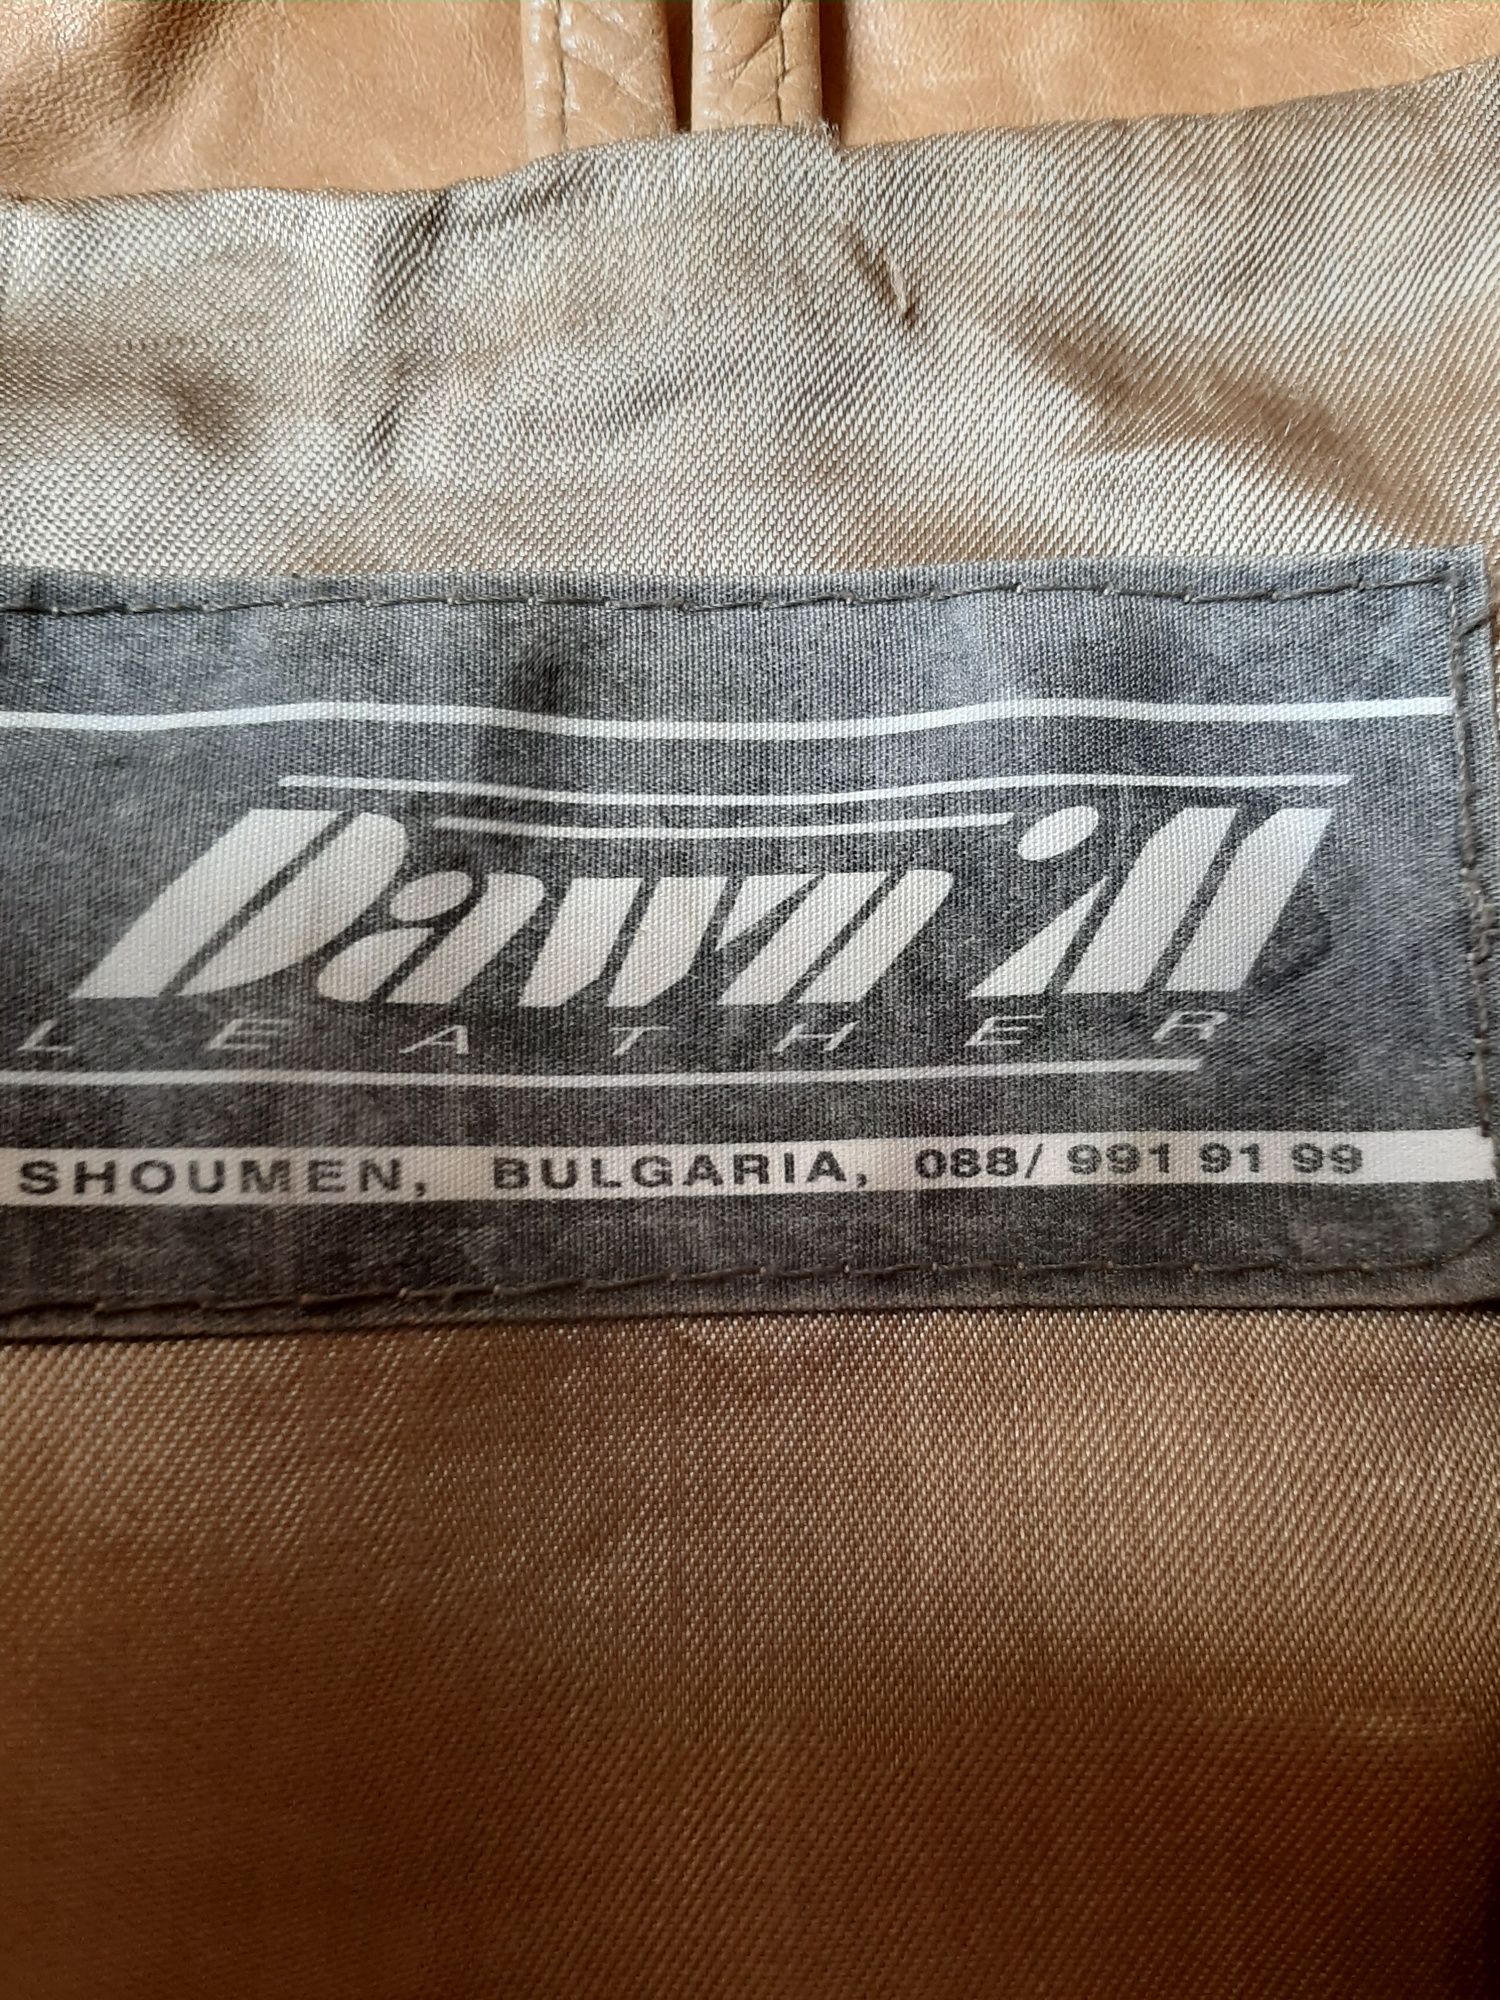 Dawn ill
LEATHER
SHOUMEN, BULGARIA, 088/ 991 91 99